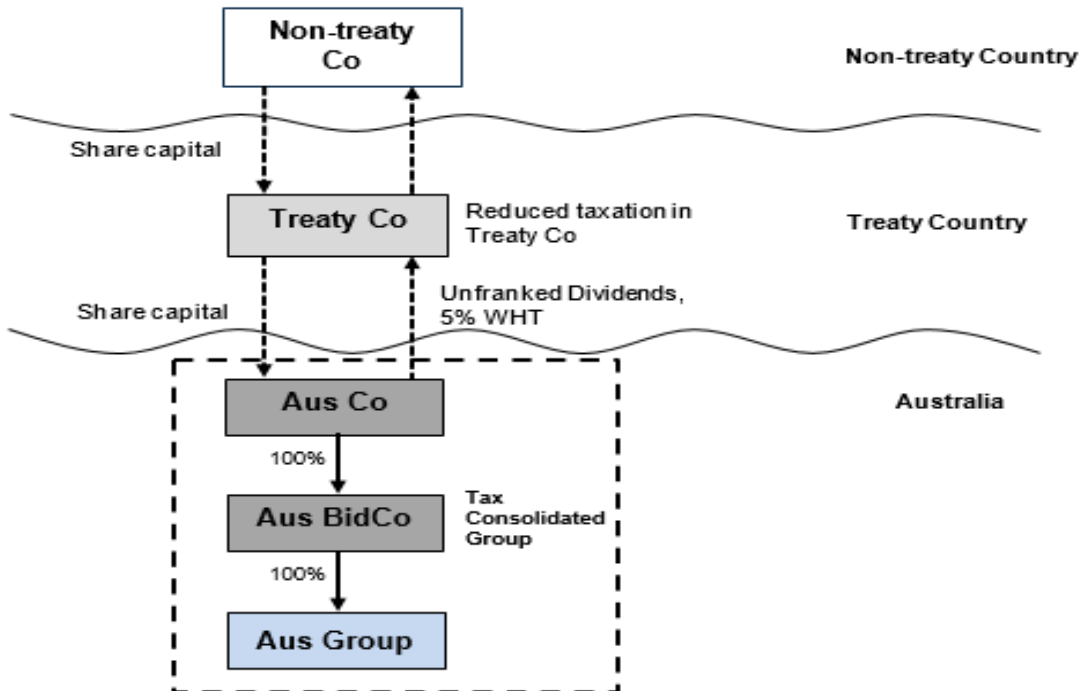 Non-treaty
Co
Non-treaty Country
Share capital
Treaty Co
Reduced taxation in
Treaty Co
Treaty Country
Share capital
Unfranked Dividends,
5% WHT
Aus Co
Australia
100%
Aus BidCo
Tax
Consolidated
Group
100%
Aus Group